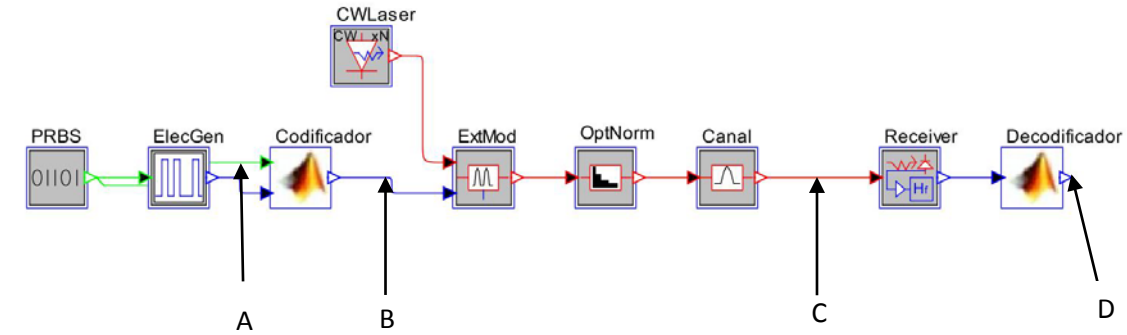 CWLaser
CW xN
PRBS ElecGen Codificador ExtMod OptNorm Canal Receiver Decodificador
01101
Hr
A B C D